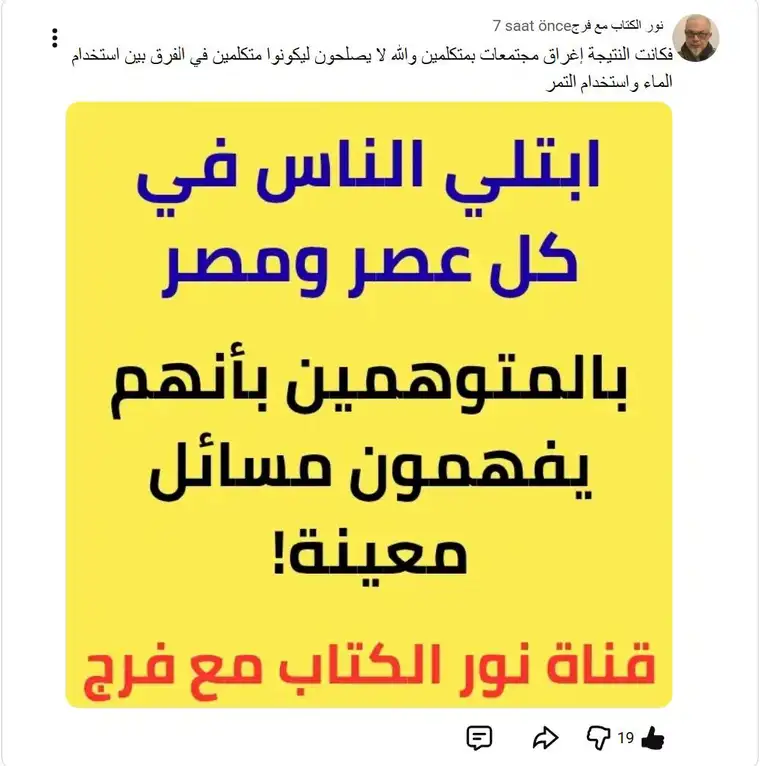 نور الكتاب مع فرج 7 saat önce
فكانت النتيجة إغراق مجتمعات بمتكلمين والله لا يصلحون ليكونوا متكلمين في الفرق بين استخدام
الماء واستخدام التمر
ابتلي الناس في
كل عصر ومصر
بالمتوهمين بأنهم
يفهمون مسائل
معينة!
قناة نور الكتاب مع فرج
19